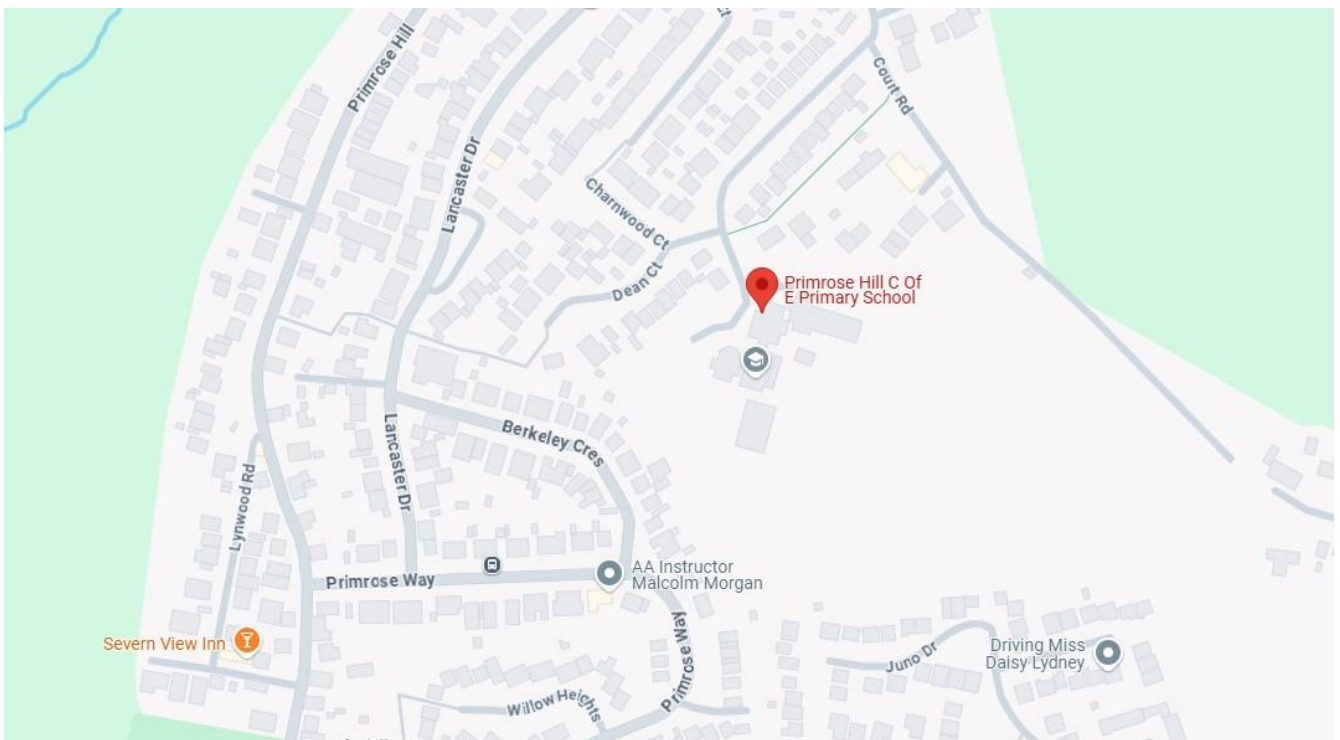 Primrose Hill
Lancaster Dr
Ct
Court Rd
Charnwood Ct
Dean Ct
Primrose Hill C Of
E Primary School
Berkeley Cres
Lancaster Dr
Lynwood Rd
Primrose Way
AA Instructor
Malcolm Morgan
Severn View Inn
Primrose Way
Juno Dr
Driving Miss
Daisy Lydney
Willow Heights